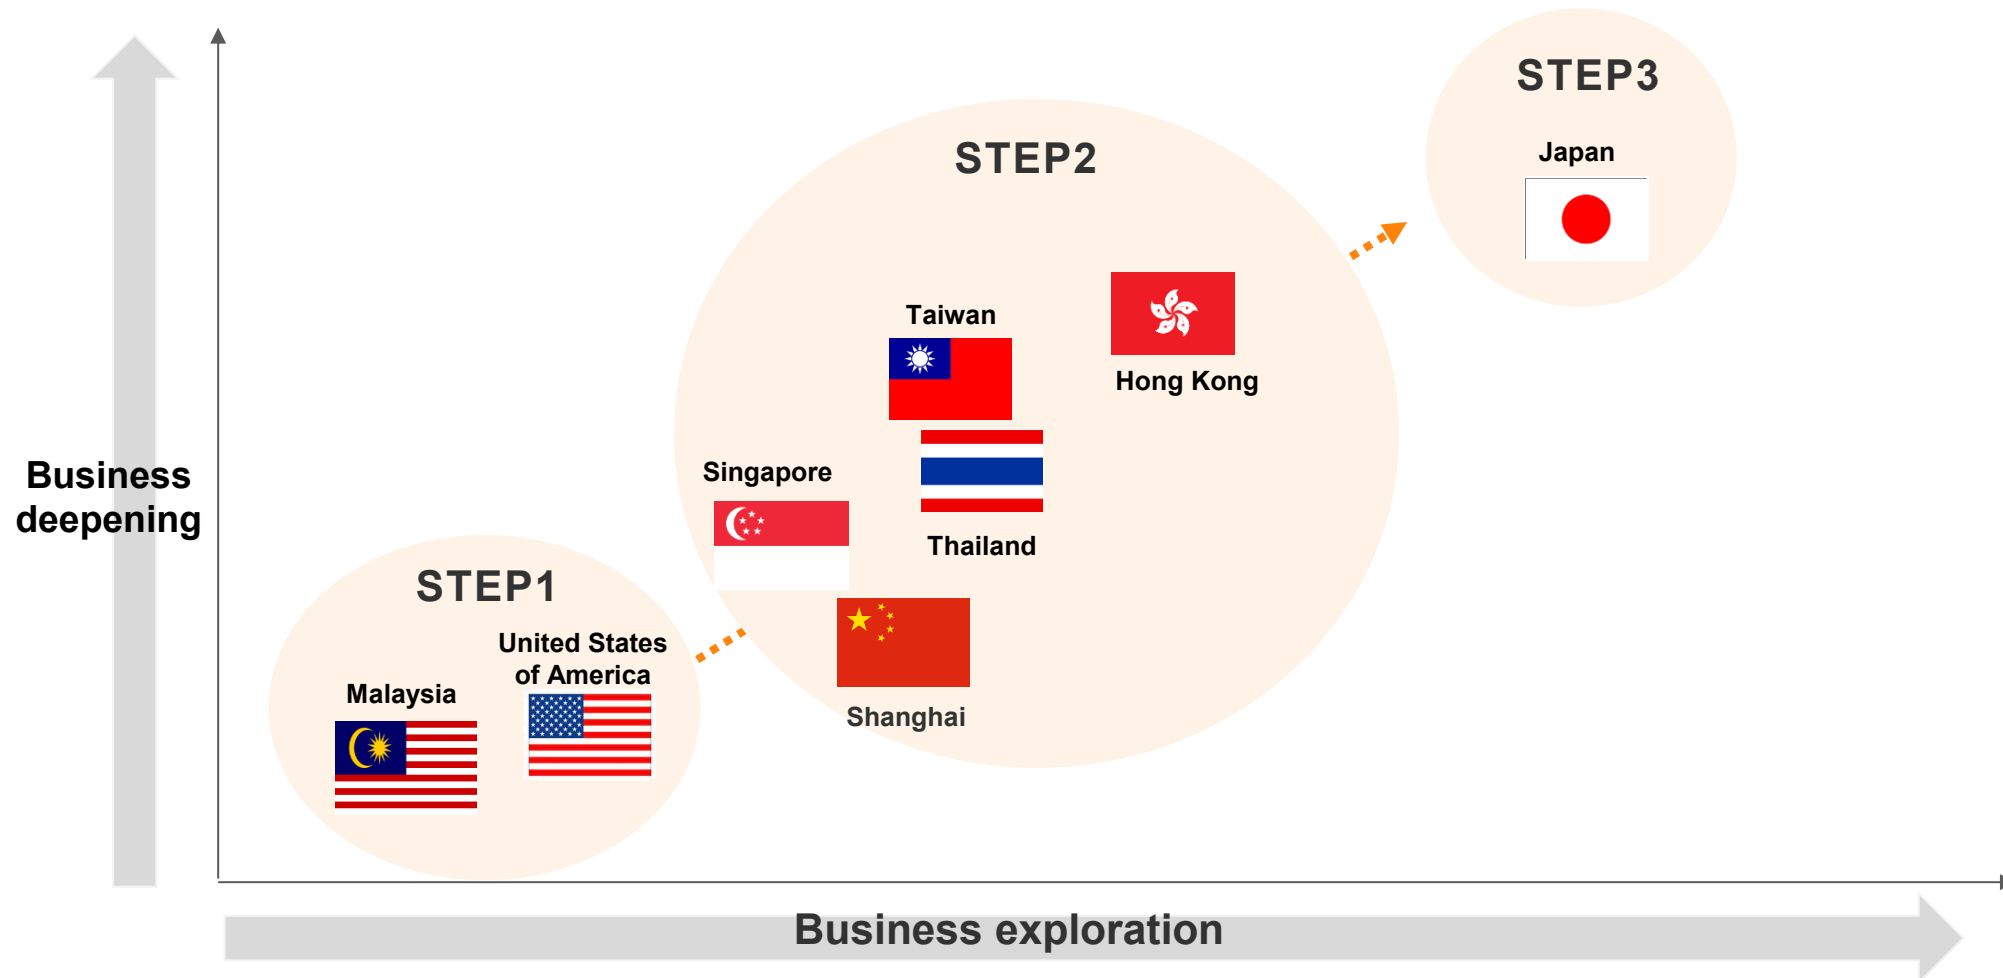 STEP3
Japan
STEP2
Taiwan
Hong Kong
Singapore
Thailand
Shanghai
STEP1
United States
of America
Malaysia
Business
deepening
Business exploration